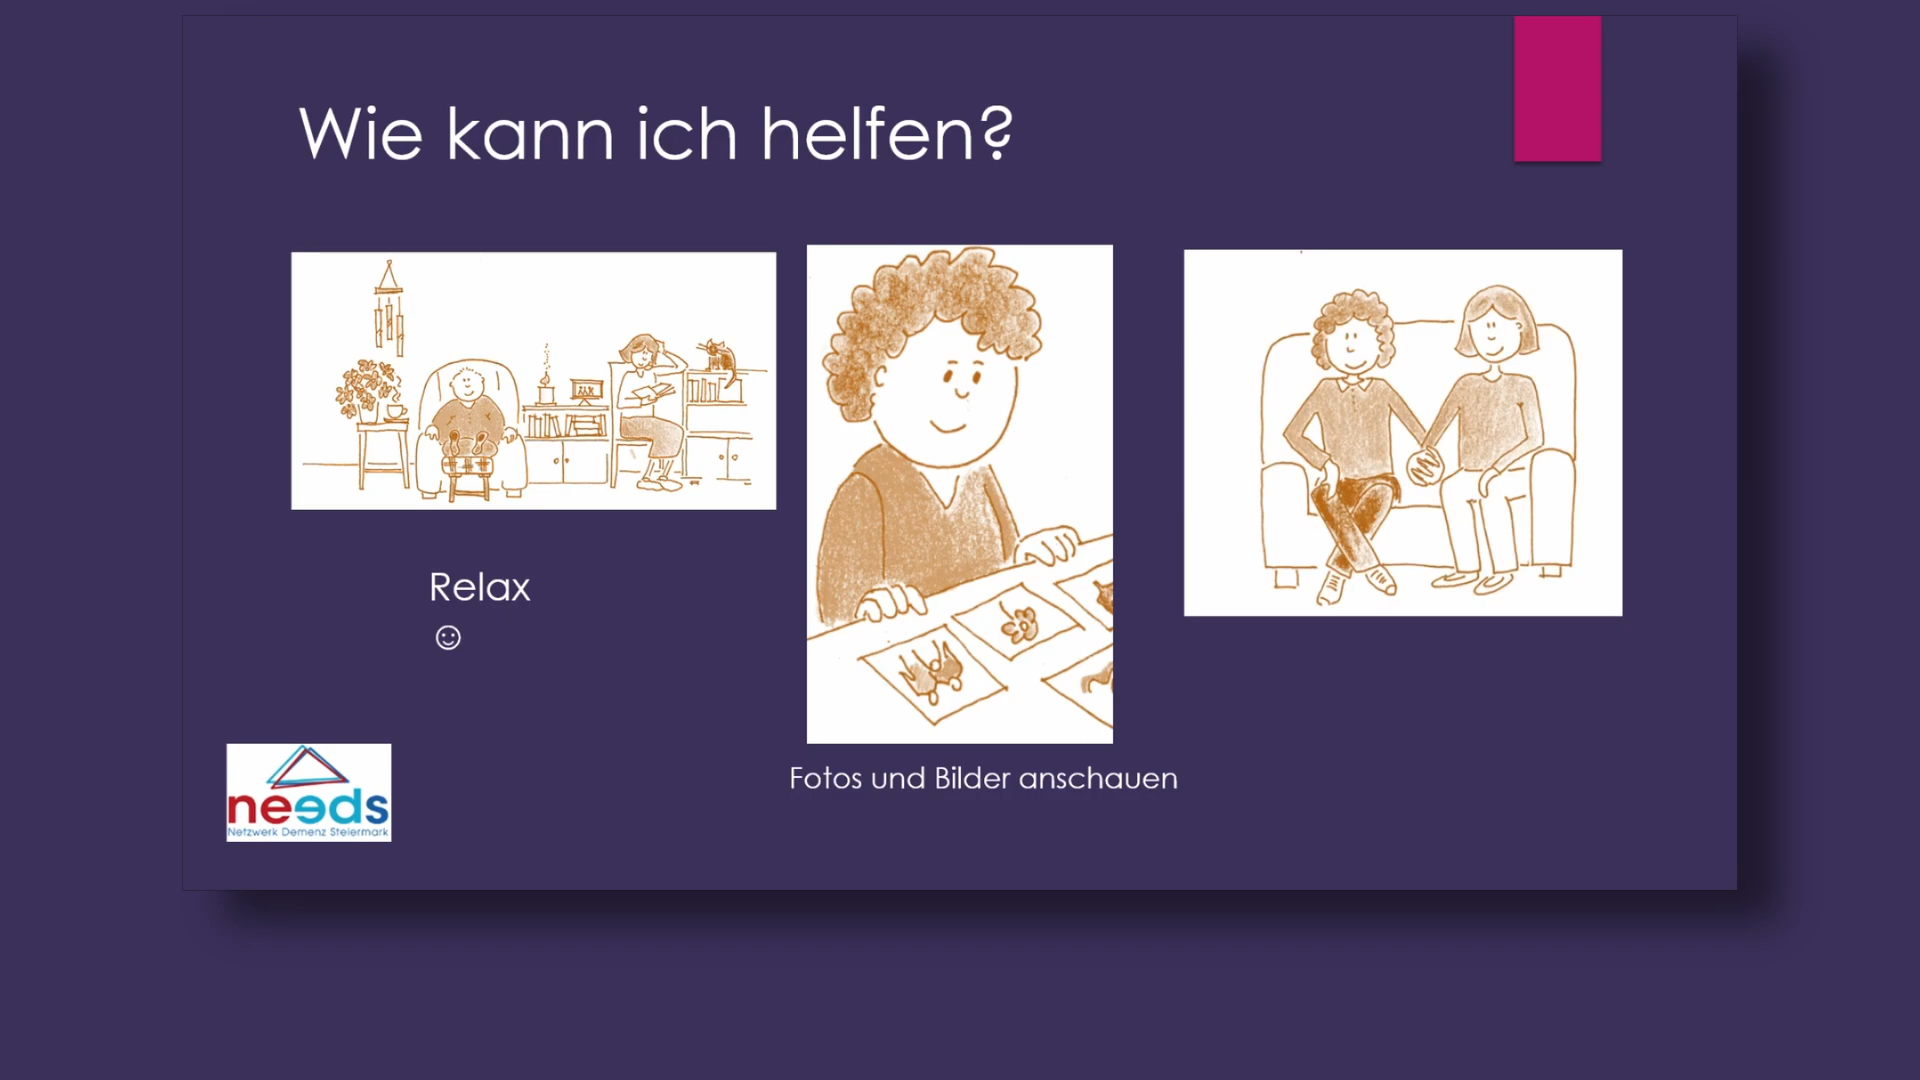 Wie kann ich helfen?
Relax
☺
Fotos und Bilder anschauen
needs
Netzwerk Demenz Steiermark